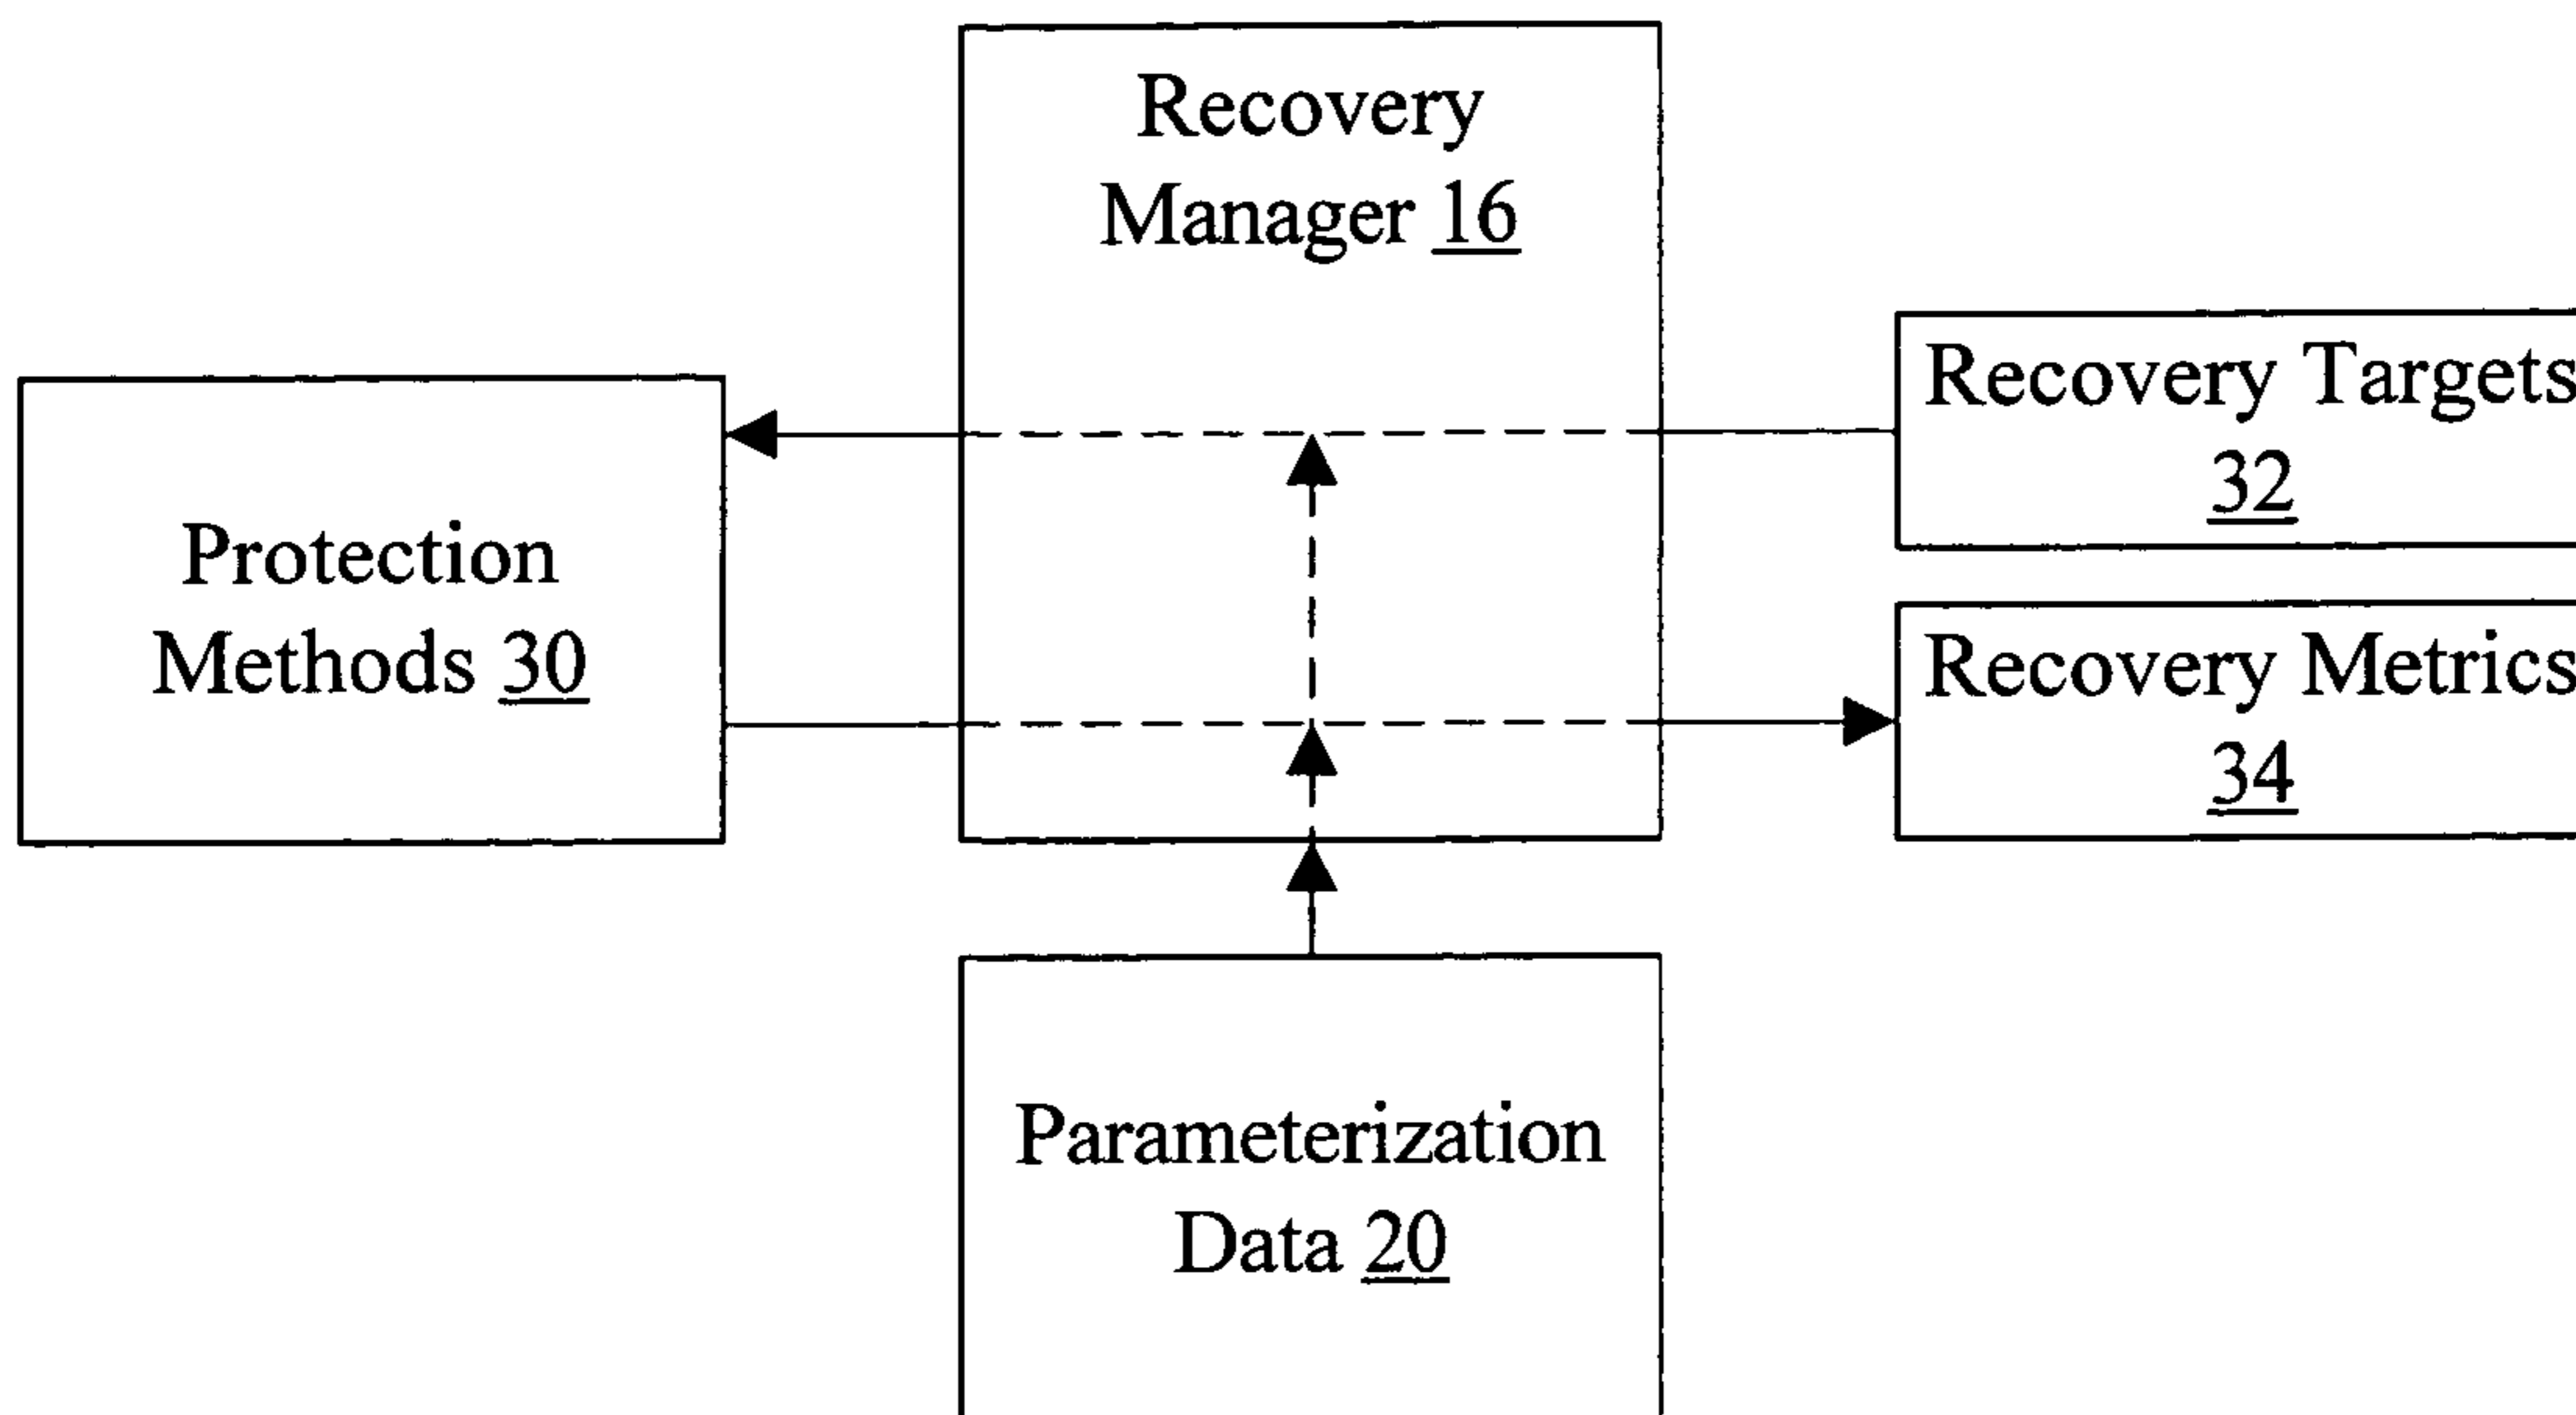 Recovery
Manager 16
Recovery Targets
32
Protection
Methods 30
Recovery Metrics
34
Parameterization
Data 20